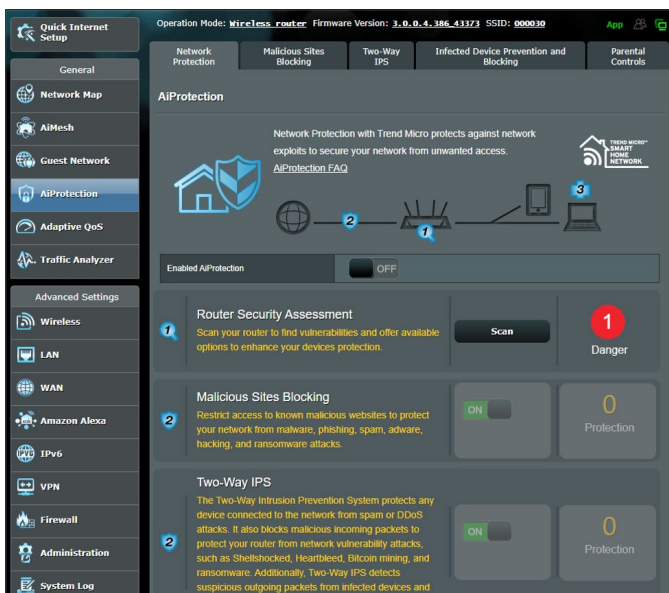 Quick Internet
Setup
Operation Mode: Wireless router Firmware Version: 3.0.0.4.386_43373 SSID: 000030
App
Network
Protection
Malicious Sites
Blocking
Two-Way
IPS
Infected Device Prevention and
Blocking
Parental
Controls
General
Network Map
AiMesh
Guest Network
AiProtection
Adaptive QoS
Traffic Analyzer
Advanced Settings
Wireless
LAN
WAN
Amazon Alexa
IPv6
VPN
Firewall
Administration
System Log
AiProtection
Network Protection with Trend Micro protects against network
exploits to secure your network from unwanted access.
AiProtection FAQ
TREND MICRO™
SMART
HOME
NETWORK
3
2
1
Enabled AiProtection
OFF
1
Router Security Assessment
Scan your router to find vulnerabilities and offer available
options to enhance your devices protection.
Scan
1
Danger
2
Malicious Sites Blocking
Restrict access to known malicious websites to protect
your network from malware, phishing, spam, adware,
hacking, and ransomware attacks.
ON
0
Protection
2
Two-Way IPS
The Two-Way Intrusion Prevention System protects any
device connected to the network from spam or DDoS
attacks. It also blocks malicious incoming packets to
protect your router from network vulnerability attacks,
such as Shellshocked, Heartbleed, Bitcoin mining, and
ransomware. Additionally, Two-Way IPS detects
suspicious outgoing packets from infected devices and
ON
0
Protection